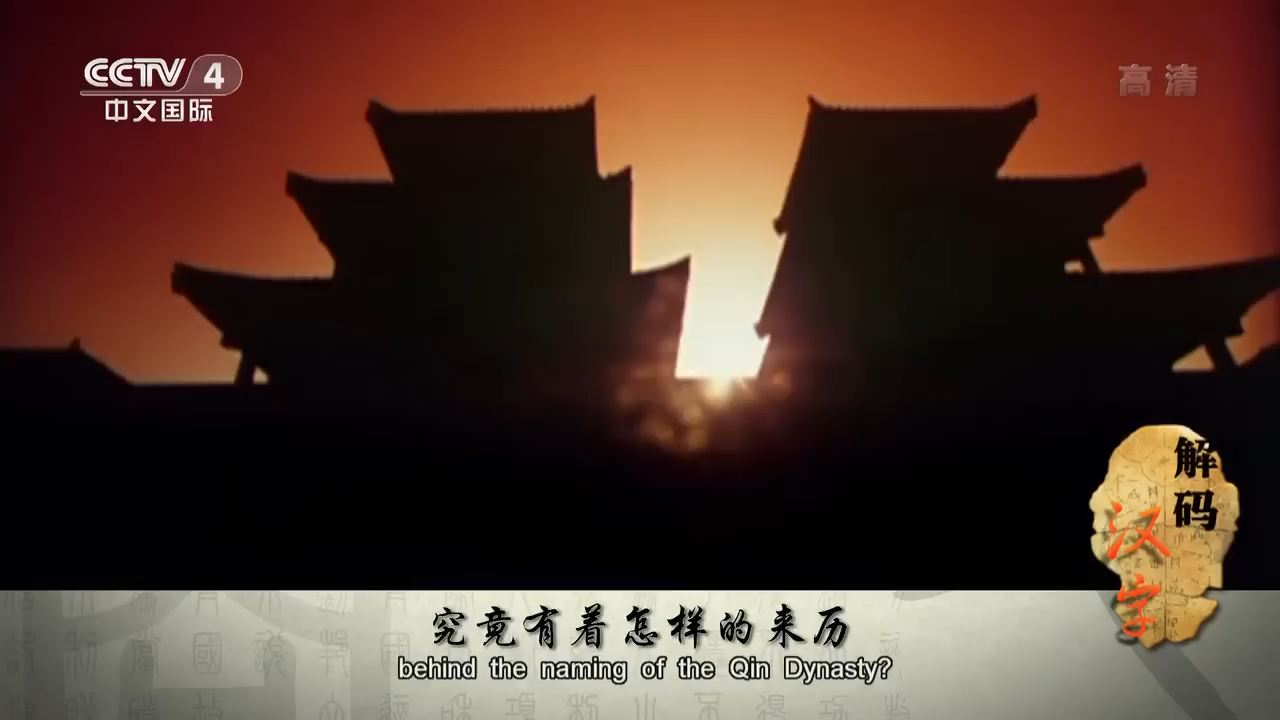 CCTV 4
中文国际
高清
解码
汉字
究竟有着怎样的来历
behind the naming of the Qin Dynasty?